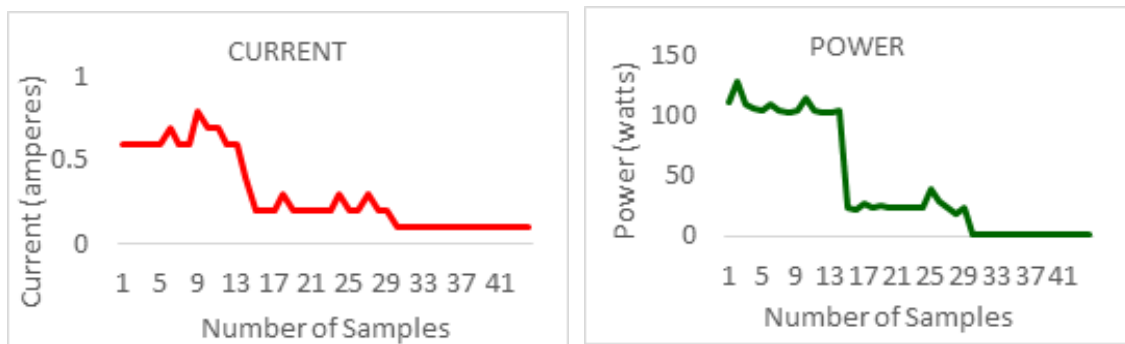 CURRENT
Current (amperes)
1
0.5
0
1 5 9 13 17 21 25 29 33 37 41
Number of Samples
POWER
Power (watts)
150
100
50
0
1 5 9 13 17 21 25 29 33 37 41
Number of Samples